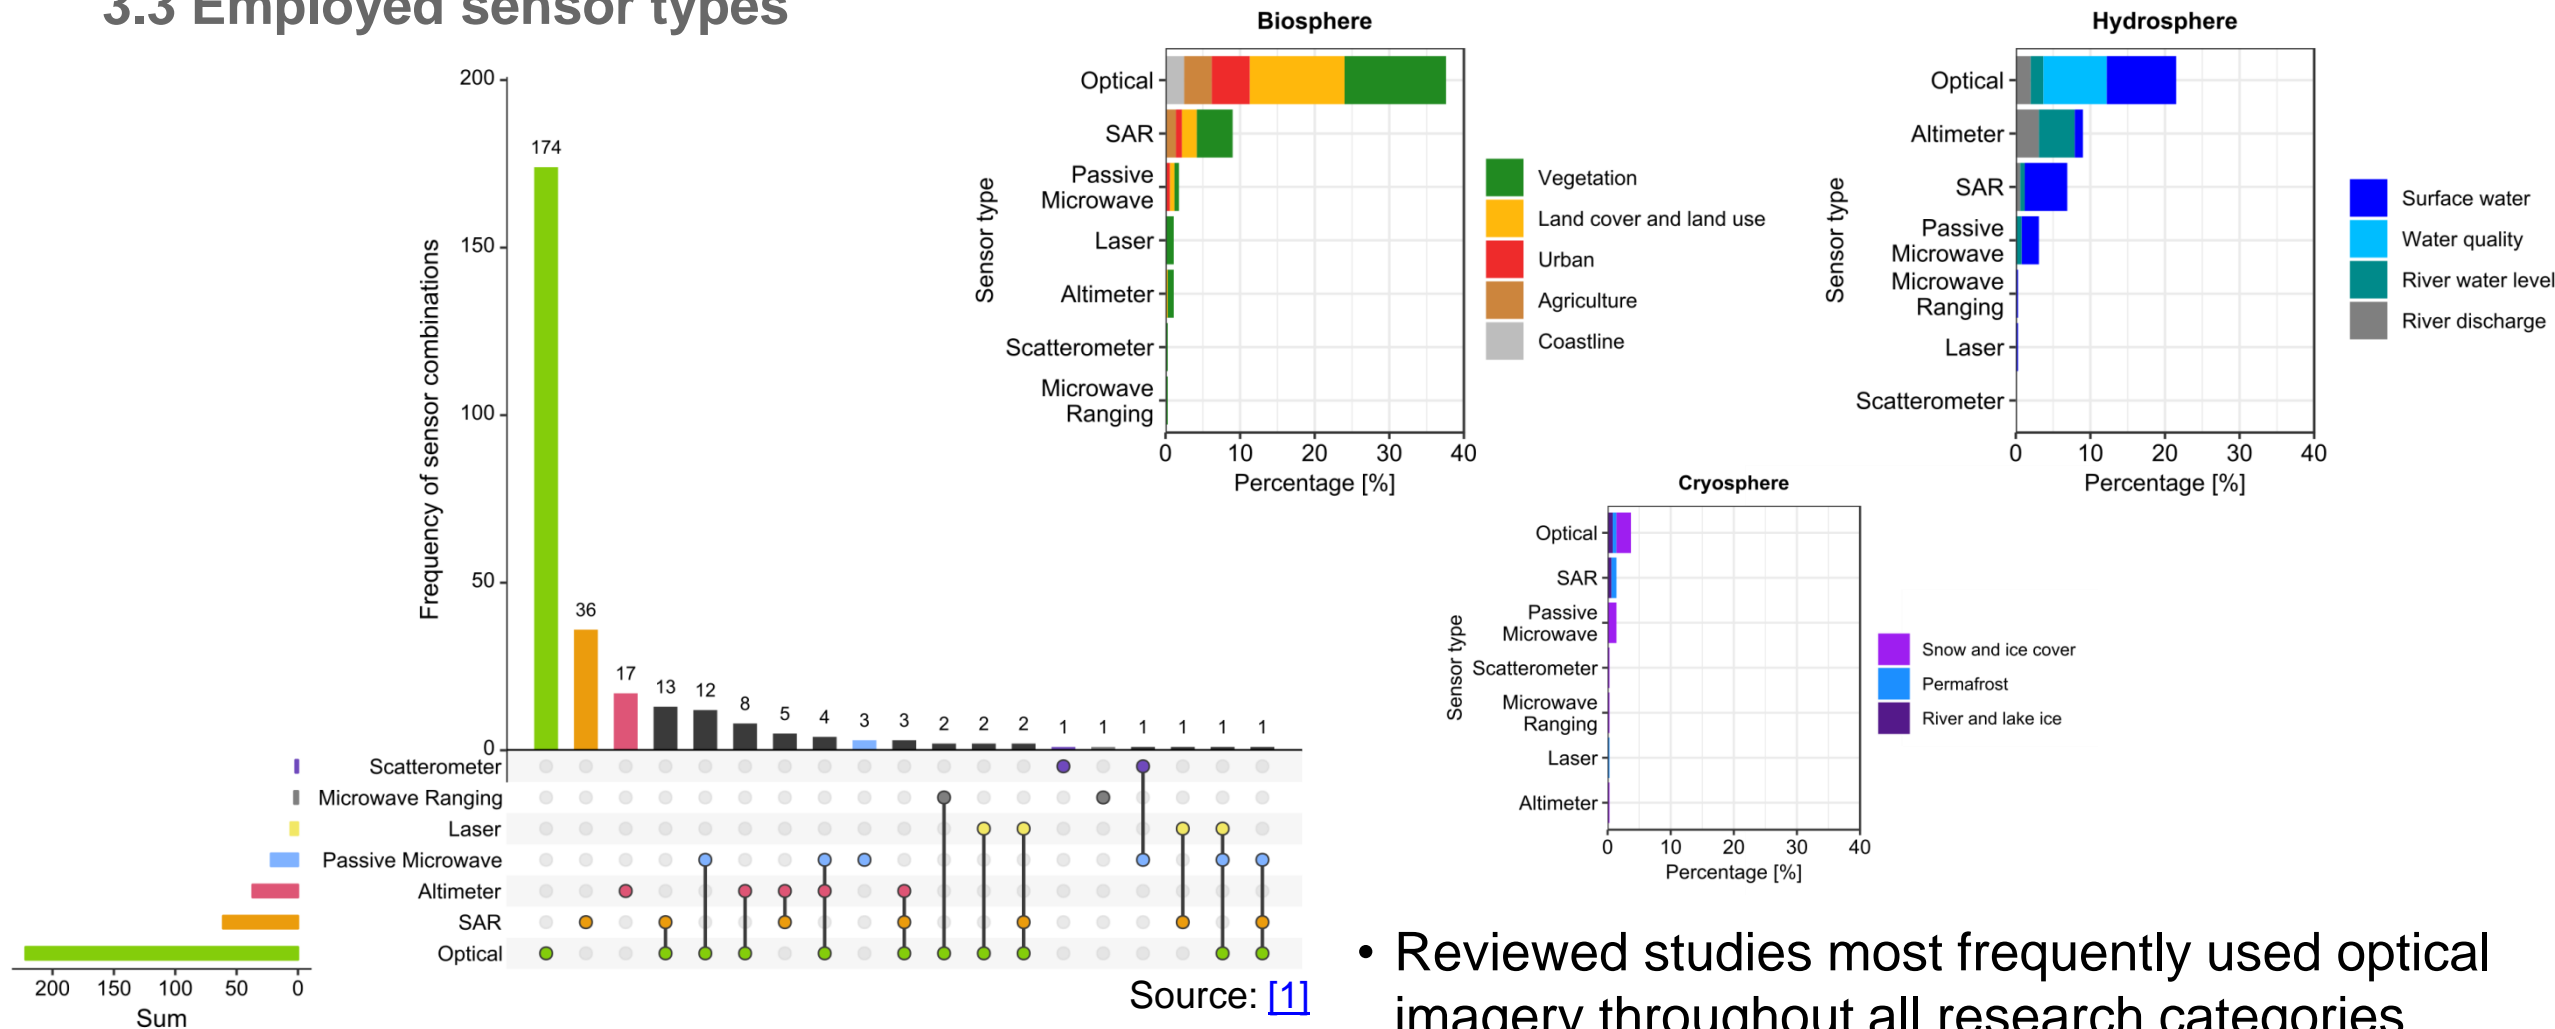 3.3 Employed sensor types
Frequency of sensor combinations
200
150
100
50
0
174
36
17
13
12
8
5
4
3
3
2
2
2
1
1
1
1
1
1
Scatterometer
Microwave Ranging
Laser
Passive Microwave
Altimeter
SAR
Optical
200
150
100
50
0
Sum
Biosphere
Sensor type
Optical
SAR
Passive
Microwave
Laser
Altimeter
Scatterometer
Microwave
Ranging
0
10
20
30
40
Percentage [%]
Vegetation
Land cover and land use
Urban
Agriculture
Coastline
Hydrosphere
Sensor type
Optical
Altimeter
SAR
Passive
Microwave
Microwave
Ranging
Laser
Scatterometer
0
10
20
30
40
Percentage [%]
Surface water
Water quality
River water level
River discharge
Cryosphere
Sensor type
Optical
SAR
Passive
Microwave
Scatterometer
Microwave
Ranging
Laser
Altimeter
0
10
20
30
40
Percentage [%]
Snow and ice cover
Permafrost
River and lake ice
Source: [1]
• Reviewed studies most frequently used optical
imagery throughout all research categories